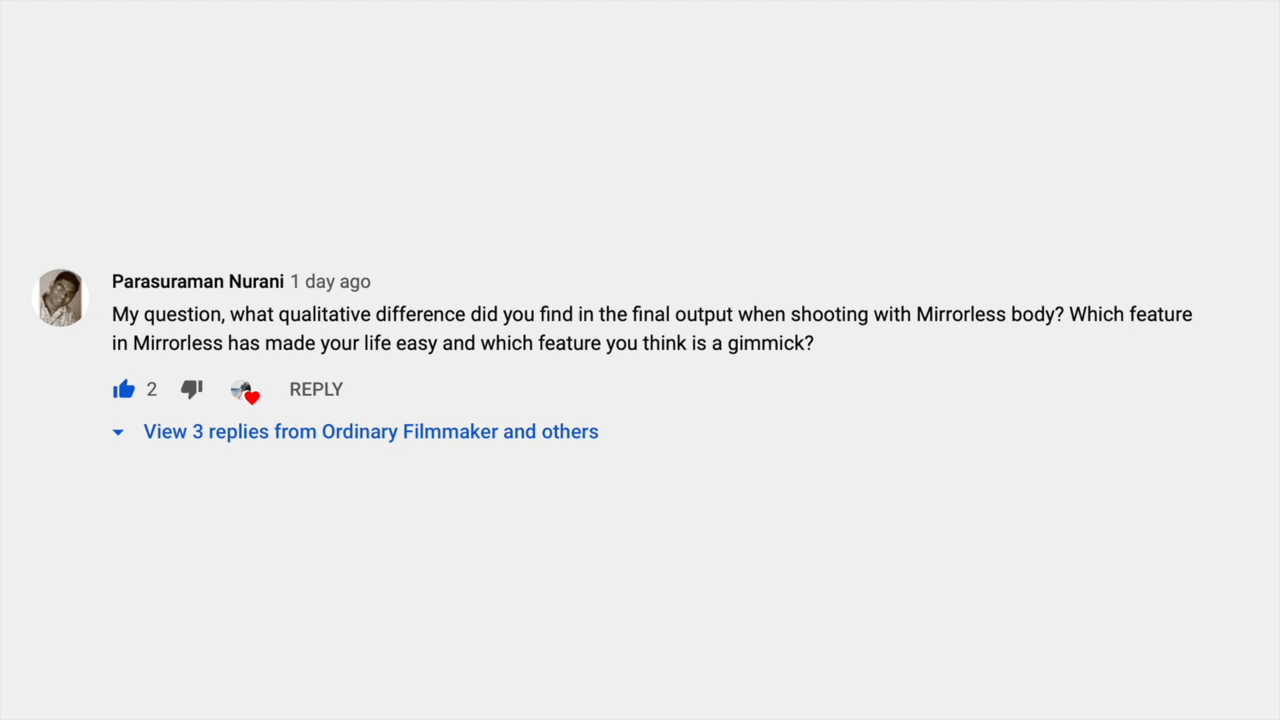 Parasuraman Nurani 1 day ago
My question, what qualitative difference did you find in the final output when shooting with Mirrorless body? Which feature
in Mirrorless has made your life easy and which feature you think is a gimmick?
2 REPLY
View 3 replies from Ordinary Filmmaker and others